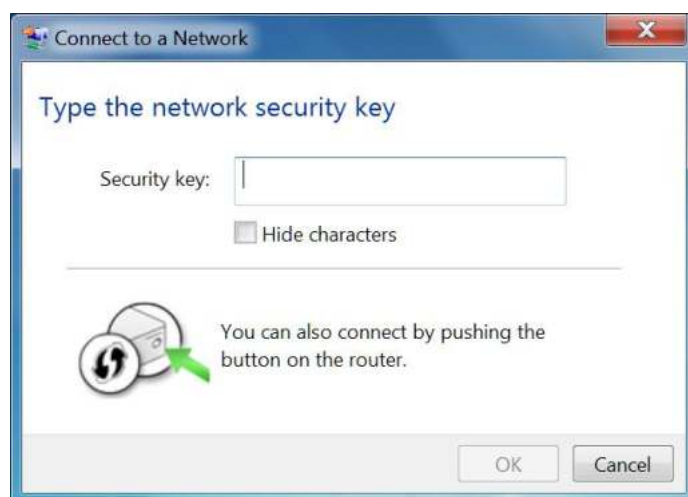 Connect to a Network
Type the network security key
Security key:
Hide characters
You can also connect by pushing the
button on the router.
OK
Cancel